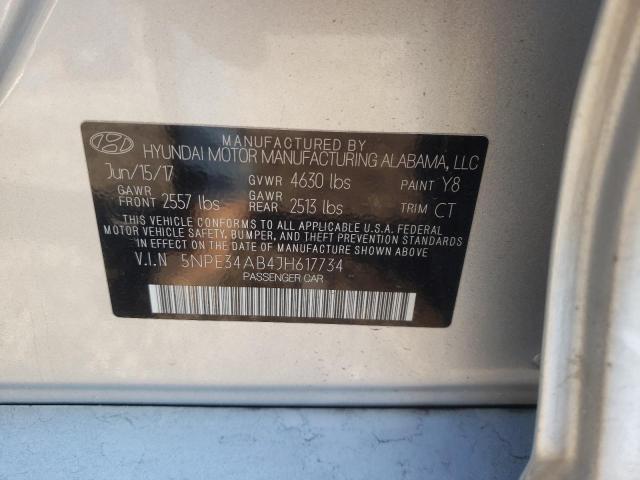 MANUFACTURED BY
HYUNDAI MOTOR MANUFACTURING ALABAMA, LLC
Jun/15/17 GVWR 4630 lbs PAINT Y8
GAWR FRONT 2557 lbs GAWR REAR 2513 lbs TRIM CT
THIS VEHICLE CONFORMS TO ALL APPLICABLE U.S. FEDERAL
MOTOR VEHICLE SAFETY, BUMPER, AND THEFT PREVENTION
STANDARDS IN EFFECT ON THE DATE OF MANUFACTURE SHOWN ABOVE
V.I.N 5NPE34AB4JH617734
PASSENGER CAR